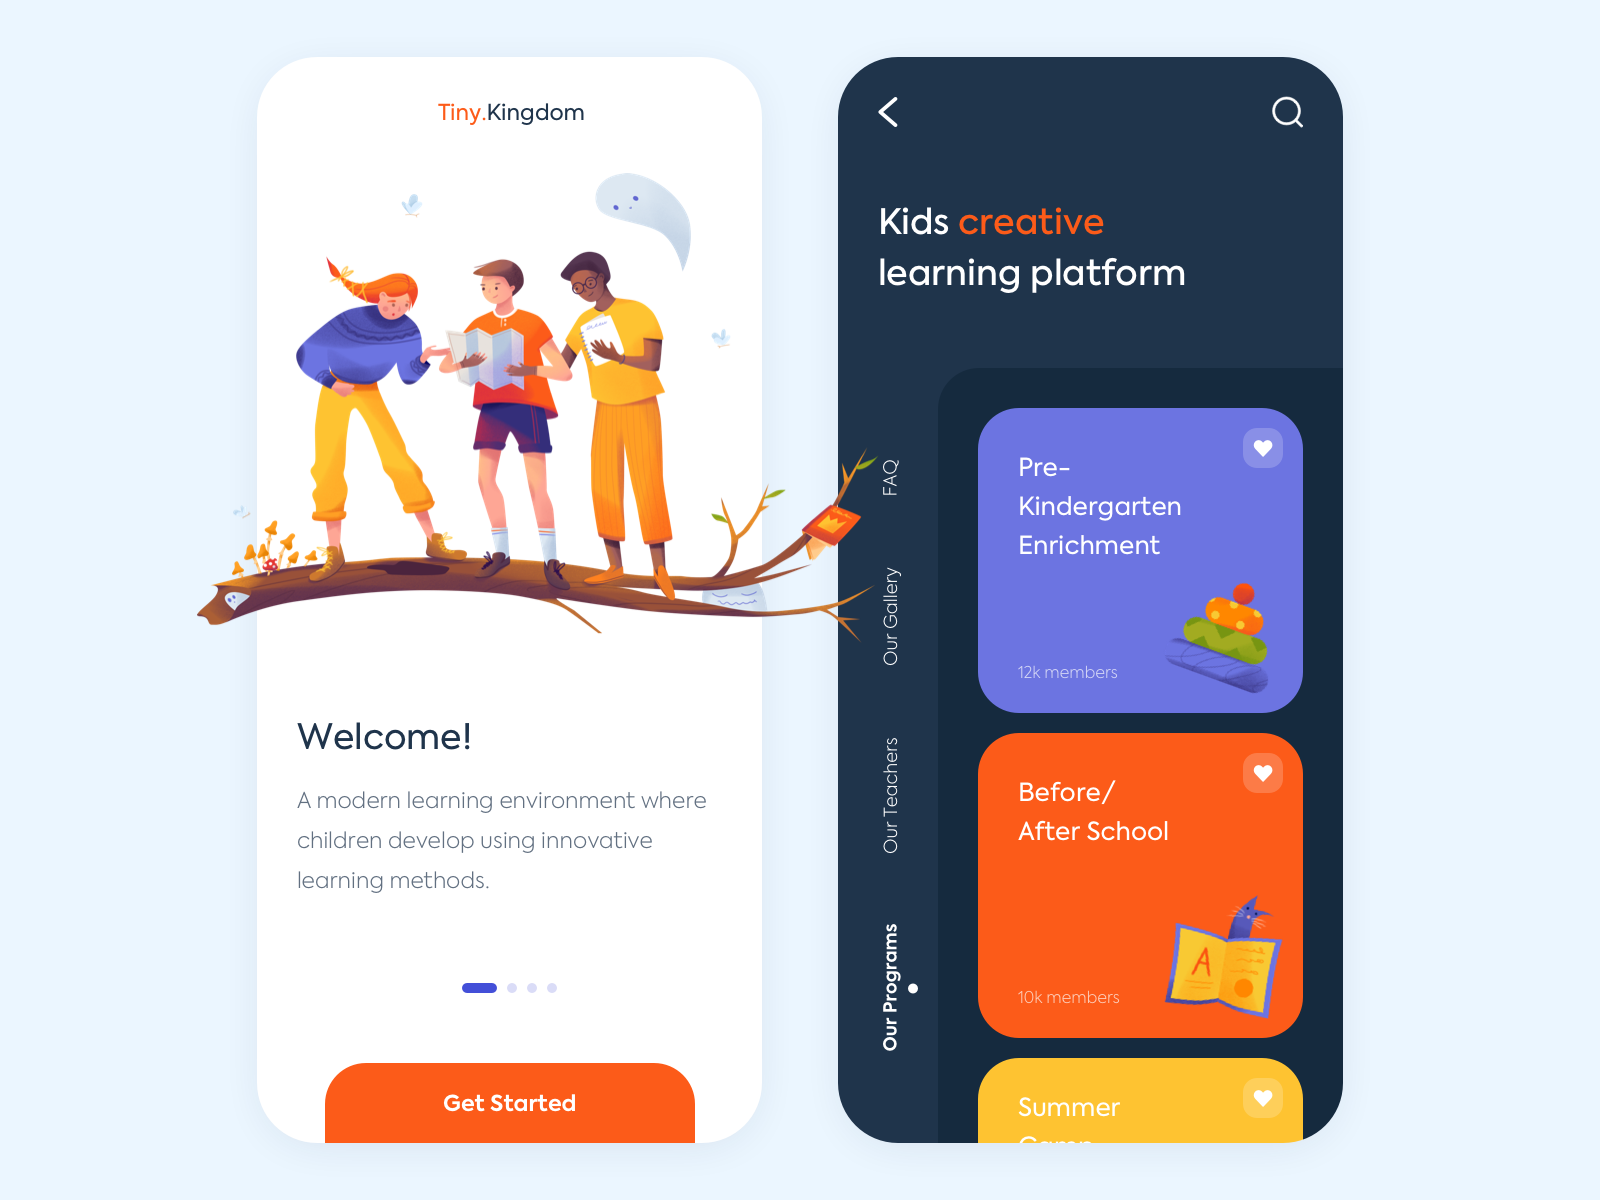 Tiny.Kingdom
Welcome!
A modern learning environment where
children develop using innovative
learning methods.
Get Started
Kids creative
learning platform
FAQ
Our Gallery
Our Teachers
Our Programs
Pre-
Kindergarten
Enrichment
12k members
Before/
After School
A
10k members
Summer
Camp